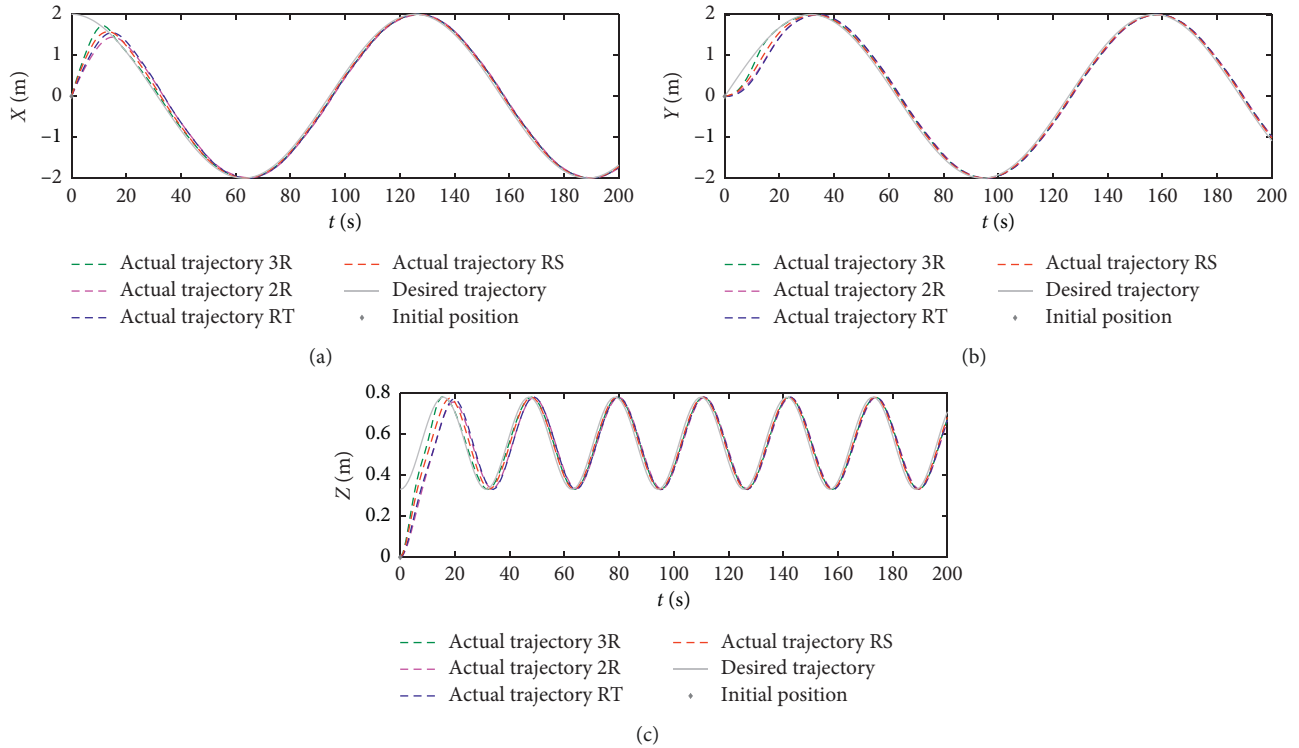 2
1
0
−1
−2
X (m)
0 20 40 60 80 100 120 140 160 180 200
t (s)
Actual trajectory 3R
Actual trajectory 2R
Actual trajectory RT
Actual trajectory RS
Desired trajectory
Initial position
(a)
2
1
0
−1
−2
Y (m)
0 20 40 60 80 100 120 140 160 180 200
t (s)
Actual trajectory 3R
Actual trajectory 2R
Actual trajectory RT
Actual trajectory RS
Desired trajectory
Initial position
(b)
0.8
0.6
0.4
0.2
0
Z (m)
0 20 40 60 80 100 120 140 160 180 200
t (s)
Actual trajectory 3R
Actual trajectory 2R
Actual trajectory RT
Actual trajectory RS
Desired trajectory
Initial position
(c)